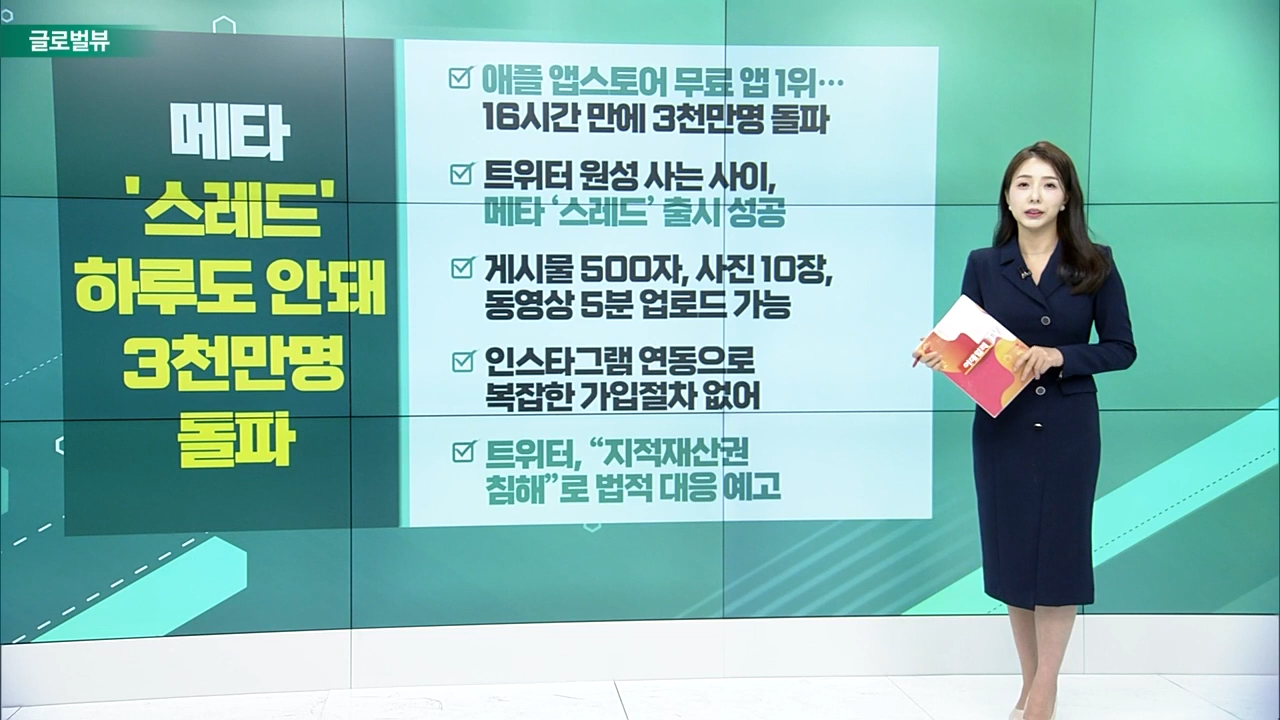 글로벌뷰
메타
'스레드'
하루도 안돼
3천만명
돌파
애플 앱스토어 무료 앱 1위…
16시간 만에 3천만명 돌파
트위터 원성 사는 사이,
메타 ‘스레드’ 출시 성공
게시물 500자, 사진 10장,
동영상 5분 업로드 가능
인스타그램 연동으로
복잡한 가입절차 없어
트위터, “지적재산권
침해”로 법적 대응 예고